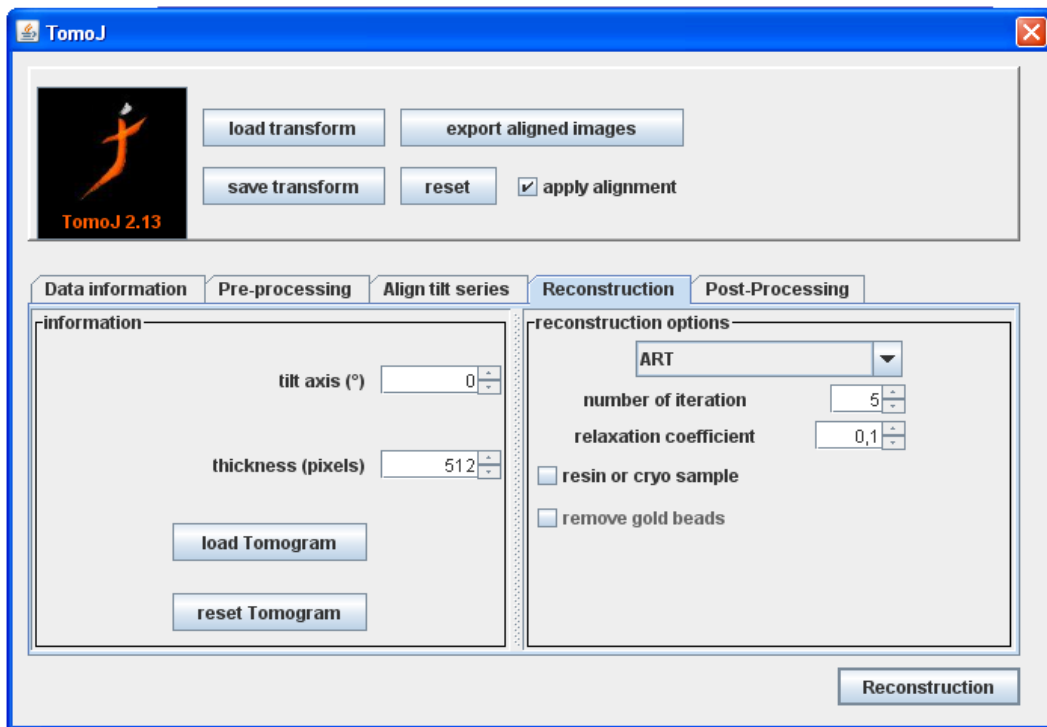 TomoJ
load transform
export aligned images
save transform
reset
apply alignment
TomoJ 2.13
Data information
Pre-processing
Align tilt series
Reconstruction
Post-Processing
information
tilt axis (°)
0
thickness (pixels)
512
load Tomogram
reset Tomogram
reconstruction options
ART
number of iteration
5
relaxation coefficient
0,1
resin or cryo sample
remove gold beads
Reconstruction